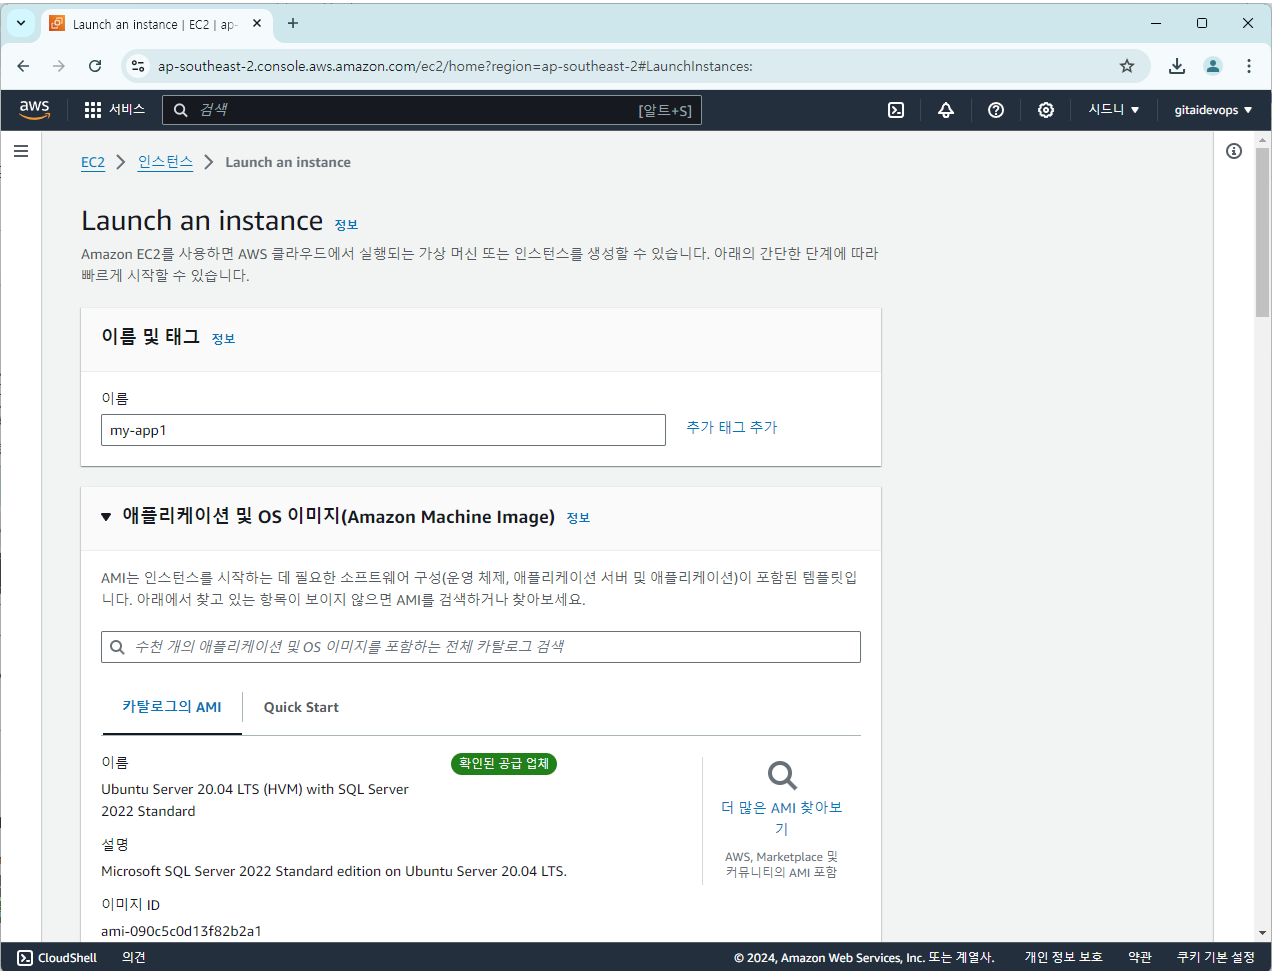 Launch an instance | EC2 | ap-
ap-southeast-2.console.aws.amazon.com/ec2/home?region=ap-southeast-2#LaunchInstances:
aws 서비스 검색 [알트+S] 시드니 ▼ gitaidevops ▼
EC2 > 인스턴스 > Launch an instance
Launch an instance 정보
Amazon EC2를 사용하면 AWS 클라우드에서 실행되는 가상 머신 또는 인스턴스를 생성할 수 있습니다. 아래의 간단한 단계에 따라
빠르게 시작할 수 있습니다.
이름 및 태그 정보
이름
my-app1 추가 태그 추가
▼ 애플리케이션 및 OS 이미지(Amazon Machine Image) 정보
AMI는 인스턴스를 시작하는 데 필요한 소프트웨어 구성(운영 체제, 애플리케이션 서버 및 애플리케이션)이 포함된 템플릿입
니다. 아래에서 찾고 있는 항목이 보이지 않으면 AMI를 검색하거나 찾아보세요.
수천 개의 애플리케이션 및 OS 이미지를 포함하는 전체 카탈로그 검색
카탈로그의 AMI Quick Start
이름 확인된 공급 업체
Ubuntu Server 20.04 LTS (HVM) with SQL Server
2022 Standard
설명
Microsoft SQL Server 2022 Standard edition on Ubuntu Server 20.04 LTS.
이미지 ID
ami-090c5c0d13f82b2a1
더 많은 AMI 찾아보
기
AWS, Marketplace 및
커뮤니티의 AMI 포함
CloudShell 의견 © 2024, Amazon Web Services, Inc. 또는 계열사. 개인 정보 보호 약관 쿠키 기본 설정